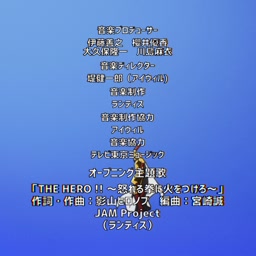 音楽プロデューサー
伊藤善之　櫻井優香
大久保隆一　川島麻衣
音楽ディレクター
堤健一朗（アイウィル）
音楽制作
ランティス
音楽制作協力
アイウィル
音楽協力
テレビ東京ミュージック
オープニング主題歌
「THE HERO !! ～怒れる拳に火をつけろ～」
作詞・作曲：影山ヒロノブ　編曲：宮崎誠
JAM Project
（ランティス）